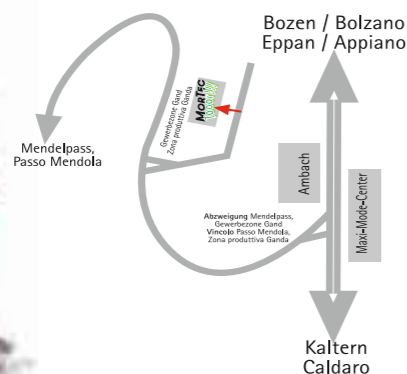 Bozen / Bolzano
Eppan / Appiano
Gewerbezone Gand
Zona produttiva Ganda
MORTEC
Mendelpass,
Passo Mendola
Ambach
Maxi-Mode-Center
Abzweigung Mendelpass,
Gewerbezone Gand
Vincolo Passo Mendola,
Zona produttiva Ganda
Kaltern
Caldaro